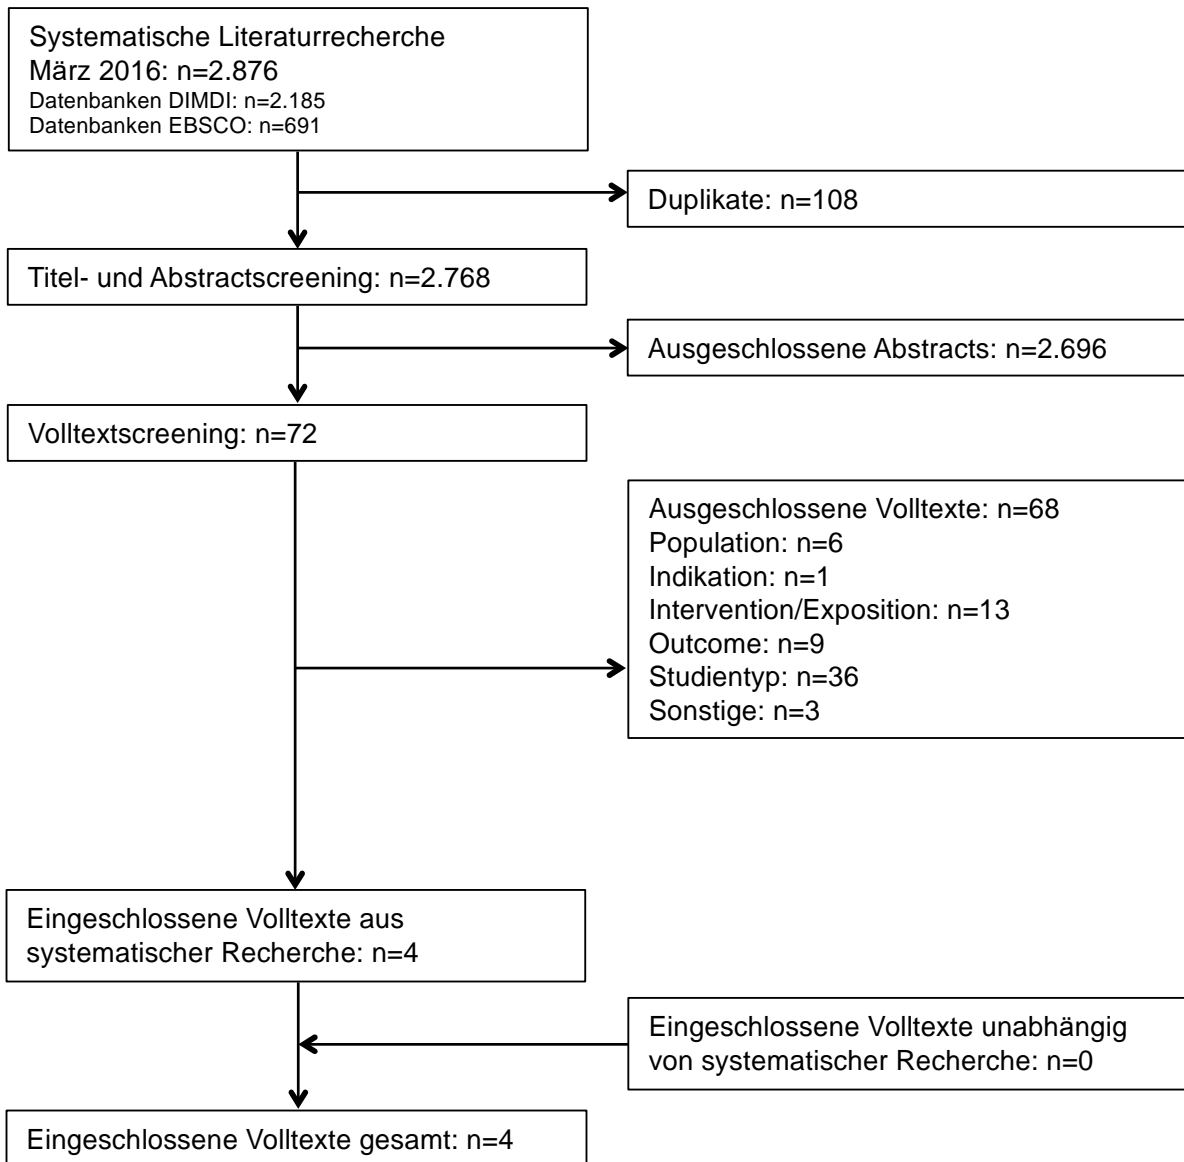 Systematische Literaturrecherche
März 2016: n=2.876
Datenbanken DIMDI: n=2.185
Datenbanken EBSCO: n=691
Duplikate: n=108
Titel- und Abstractscreening: n=2.768
Ausgeschlossene Abstracts: n=2.696
Volltextscreening: n=72
Ausgeschlossene Volltexte: n=68
Population: n=6
Indikation: n=1
Intervention/Exposition: n=13
Outcome: n=9
Studientyp: n=36
Sonstige: n=3
Eingeschlossene Volltexte aus
systematischer Recherche: n=4
Eingeschlossene Volltexte unabhängig
von systematischer Recherche: n=0
Eingeschlossene Volltexte gesamt: n=4